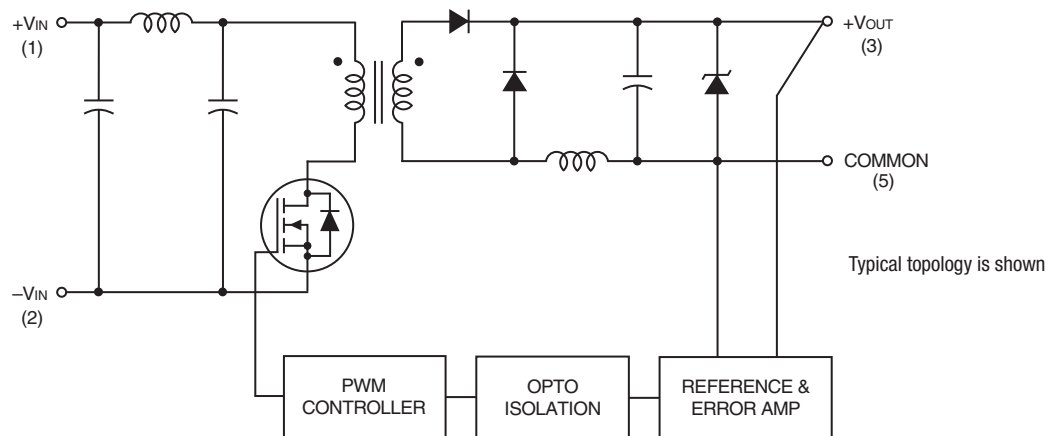 +VIN
(1)
+VOUT
(3)
COMMON
(5)
Typical topology is shown
–VIN
(2)
PWM
CONTROLLER
OPTO
ISOLATION
REFERENCE &
ERROR AMP